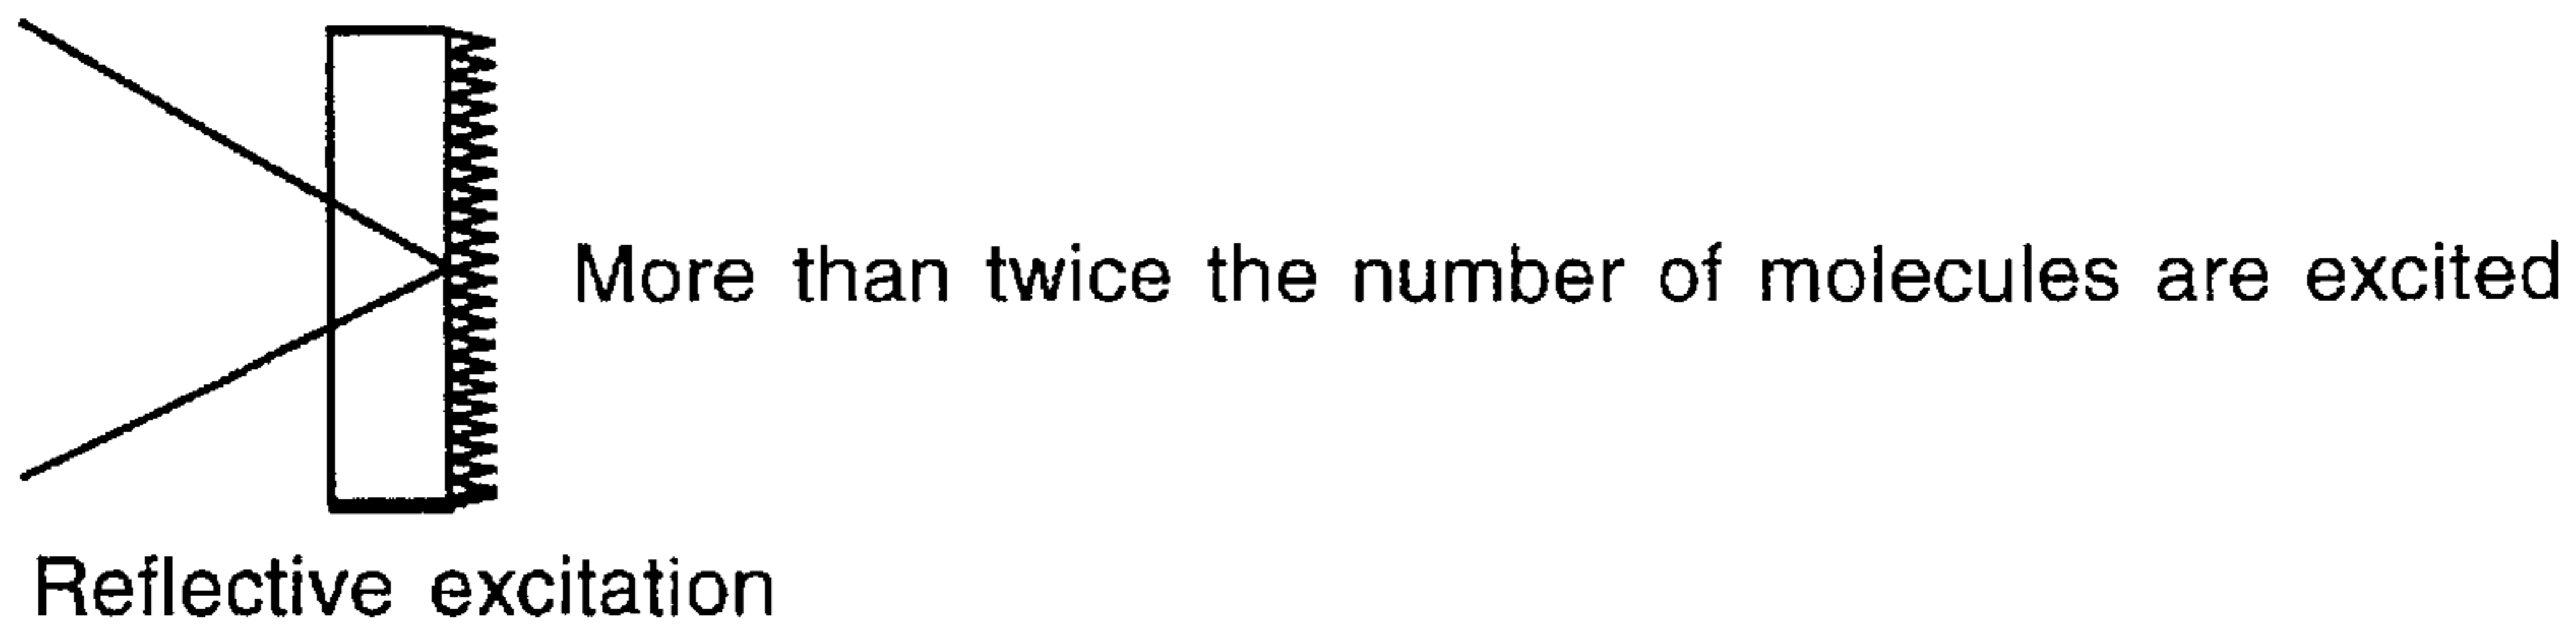 More than twice the number of molecules are excited
Reflective excitation